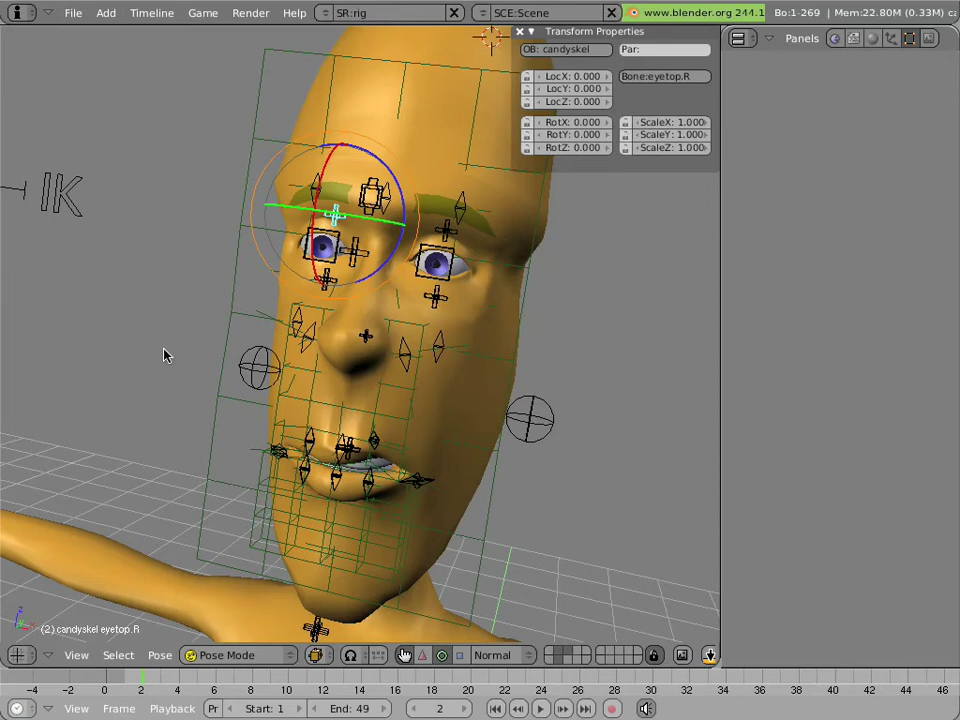 File Add Timeline Game Render Help SR:rig SCE:Scene www.blender.org 244.1 Bo:1-269 | Mem:22.80M (0.33M)
Transform Properties
OB: candyskel Par:
LocX: 0.000 Bone:eyetop.R
LocY: 0.000
LocZ: 0.000
RotX: 0.000 ScaleX: 1.000
RotY: 0.000 ScaleY: 1.000
RotZ: 0.000 ScaleZ: 1.000
Panels
IK
z
(2) candyskel eyetop.R
View Select Pose Pose Mode Normal
-4 -2 0 2 4 6 8 10 12 14 16 18 20 22 24 26 28 30 32 34 36 38 40 42 44 46
View Frame Playback Pr Start: 1 End: 49 2